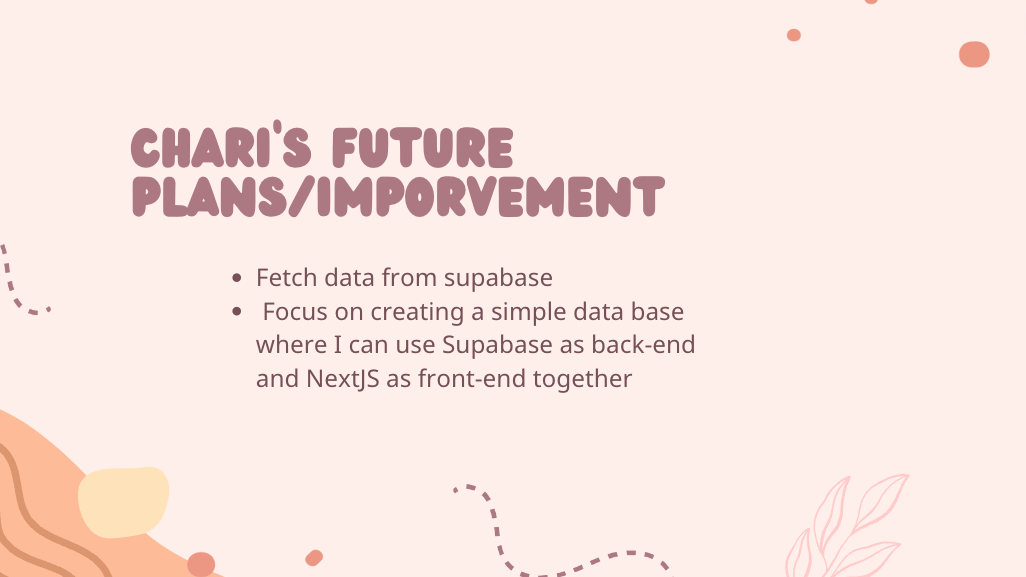 CHARI'S FUTURE
PLANS/IMPORVEMENT
• Fetch data from supabase
• Focus on creating a simple data base
where I can use Supabase as back-end
and NextJS as front-end together